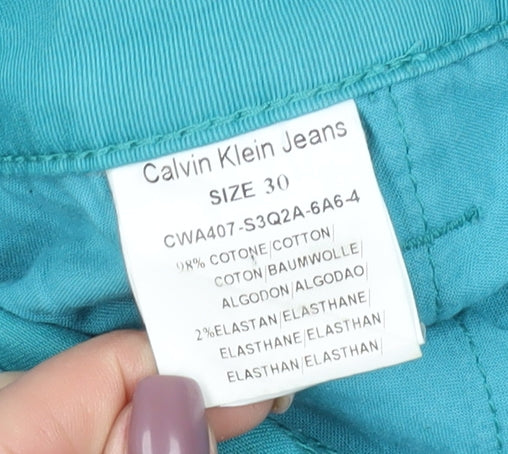 Calvin Klein Jeans
SIZE 30
CWA407-S3Q2A-6A6-4
98% COTONE/COTTON/
COTON/BAUMWOLLE/
ALGODON/ALGODAO/
2%ELASTAN/ELASTHANE/
ELASTHANE/ELASTHAN/
ELASTHAN/ELASTHAN/